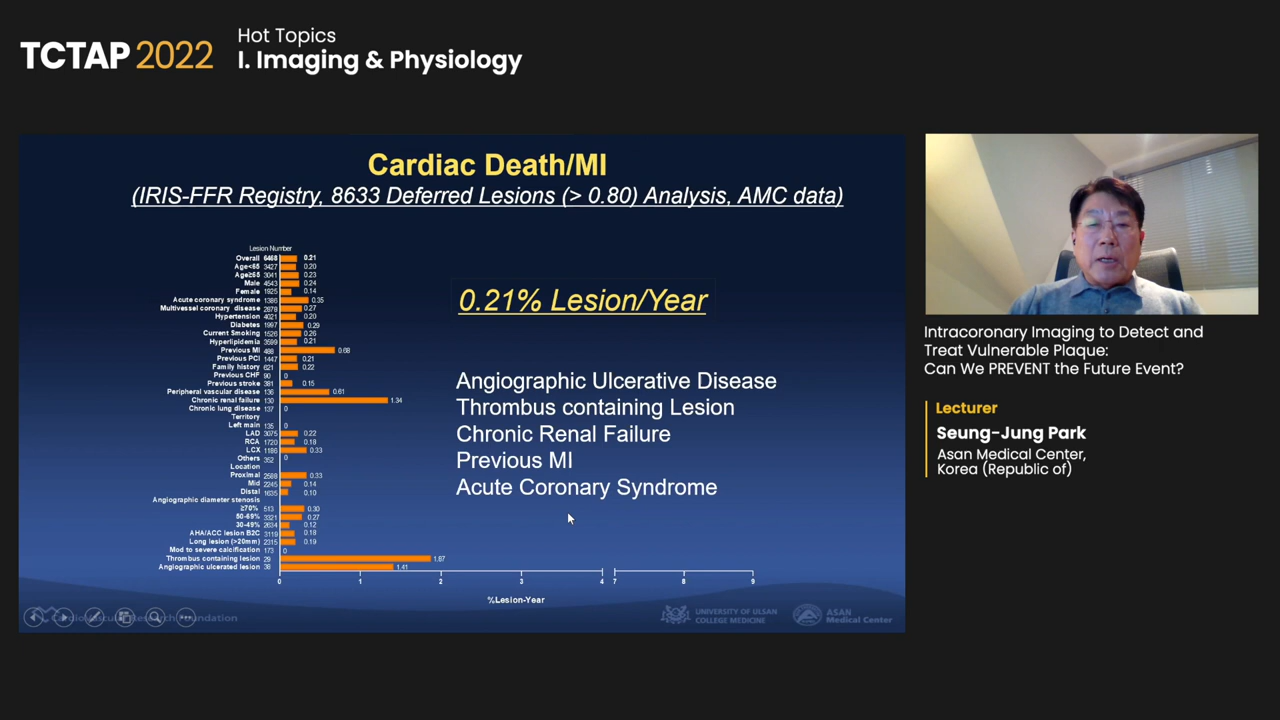 TCTAP 2022
Hot Topics
I. Imaging & Physiology
Cardiac Death/MI
(IRIS-FFR Registry, 8633 Deferred Lesions (> 0.80) Analysis, AMC data)
Lesion Number
Overall 6468 0.21
Age<65 3427 0.20
Age≥65 3041 0.23
Male 4543 0.24
Female 1925 0.14
Acute coronary syndrome 1386 0.35
Multivessel coronary disease 2878 0.27
Hypertension 4021 0.20
Diabetes 1997 0.29
Current Smoking 1526 0.26
Hyperlipidemia 3599 0.21
Previous MI 488 0.68
Previous PCI 1447 0.21
Family history 621 0.22
Previous CHF 90 0
Previous stroke 381 0.15
Peripheral vascular disease 136 0.61
Chronic renal failure 130 1.34
Chronic lung disease 137 0
Territory
Left main 135 0
LAD 3075 0.22
RCA 1720 0.18
LCX 1186 0.33
Others 352 0
Location
Proximal 2588 0.33
Mid 2245 0.14
Distal 1635 0.10
Angiographic diameter stenosis
≥70% 513 0.30
50-69% 3321 0.27
30-49% 2634 0.12
AHA/ACC lesion B2C 3119 0.18
Long lesion (>20mm) 2315 0.19
Mod to severe calcification 173 0
Thrombus containing lesion 29 1.87
Angiographic ulcerated lesion 38 1.41
0 1 2 3 4 7 8 9
%Lesion-Year
0.21% Lesion/Year
Angiographic Ulcerative Disease
Thrombus containing Lesion
Chronic Renal Failure
Previous MI
Acute Coronary Syndrome
Cardiovascular Research Foundation
UNIVERSITY OF ULSAN
COLLEGE MEDICINE
ASAN
Medical Center
Intracoronary Imaging to Detect and
Treat Vulnerable Plaque:
Can We PREVENT the Future Event?
Lecturer
Seung-Jung Park
Asan Medical Center,
Korea (Republic of)